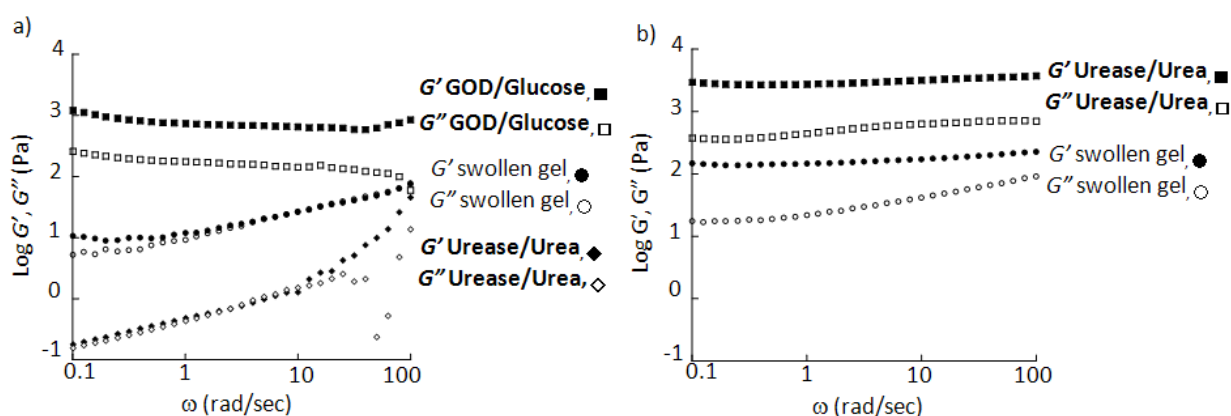 a)
Log G', G" (Pa)
4
3
2
1
0
-1
0.1 1 10 100
ω (rad/sec)
G' GOD/Glucose,
G" GOD/Glucose,
G' swollen gel,
G" swollen gel,
G' Urease/Urea,
G" Urease/Urea,
b)
Log G', G" (Pa)
4
3
2
1
0
-1
0.1 1 10 100
ω (rad/sec)
G' Urease/Urea,
G" Urease/Urea,
G' swollen gel,
G" swollen gel,